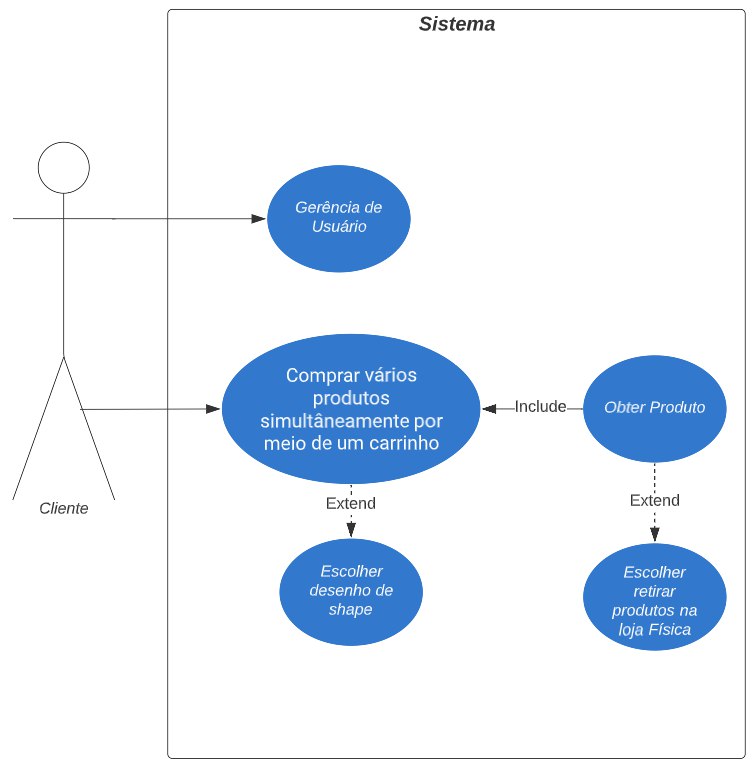 Sistema
Gerência de
Usuário
Comprar vários
produtos
simultâneamente por
meio de um carrinho
Include
Obter Produto
Cliente
Extend
Extend
Escolher
desenho de
shape
Escolher
retirar
produtos na
loja Física